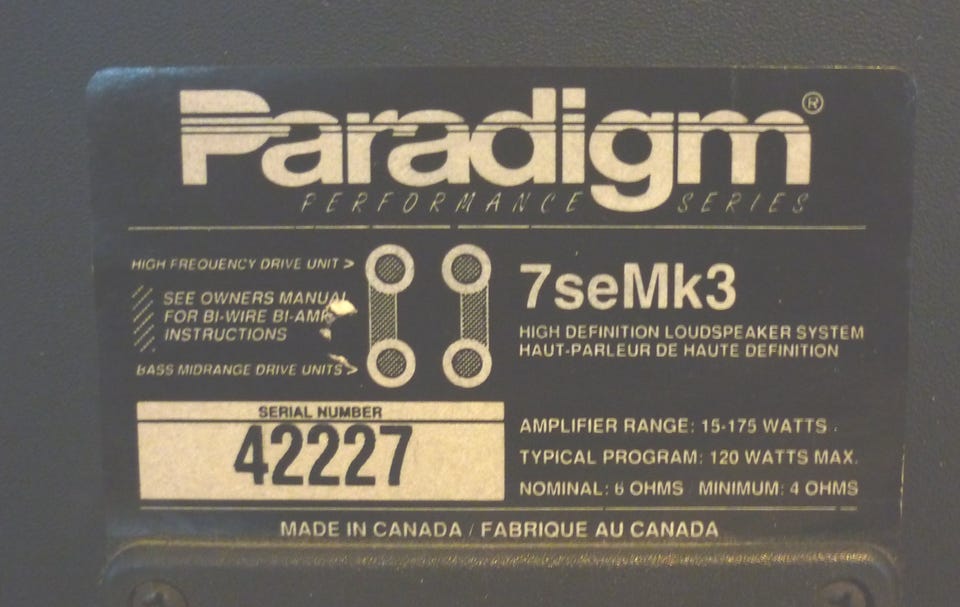 Paradigm®
PERFORMANCE SERIES
HIGH FREQUENCY DRIVE UNIT >
SEE OWNERS MANUAL
FOR BI-WIRE BI-AMP
INSTRUCTIONS
BASS MIDRANGE DRIVE UNITS >
7seMk3
HIGH DEFINITION LOUDSPEAKER SYSTEM
HAUT-PARLEUR DE HAUTE DEFINITION
SERIAL NUMBER
42227
AMPLIFIER RANGE: 15-175 WATTS
TYPICAL PROGRAM: 120 WATTS MAX.
NOMINAL: 6 OHMS MINIMUM: 4 OHMS
MADE IN CANADA / FABRIQUE AU CANADA